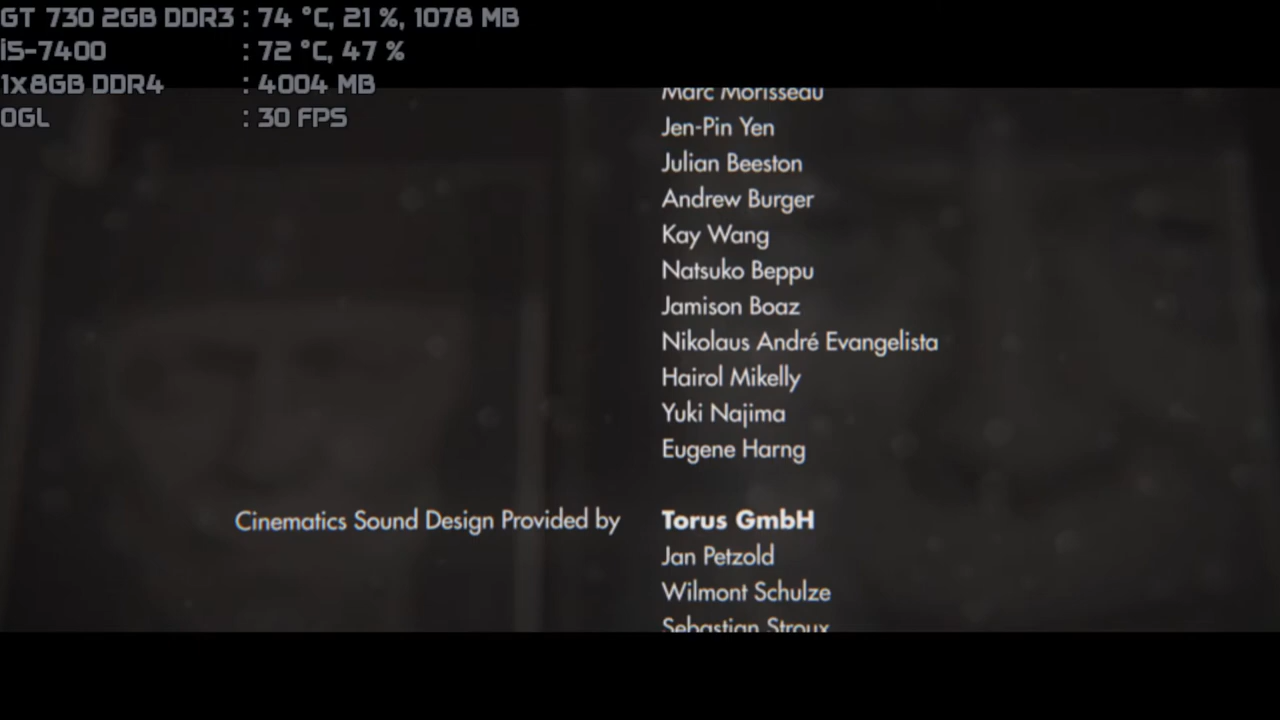 GT 730 2GB DDR3 : 74 °C, 21 %, 1078 MB
i5-7400 : 72 °C, 47 %
1x8GB DDR4 : 4004 MB
OGL : 30 FPS
Marc Morisseau
Jen-Pin Yen
Julian Beeston
Andrew Burger
Kay Wang
Natsuko Beppu
Jamison Boaz
Nikolaus André Evangelista
Hairol Mikelly
Yuki Najima
Eugene Harng
Cinematics Sound Design Provided by Torus GmbH
Jan Petzold
Wilmont Schulze
Sebastian Stroux